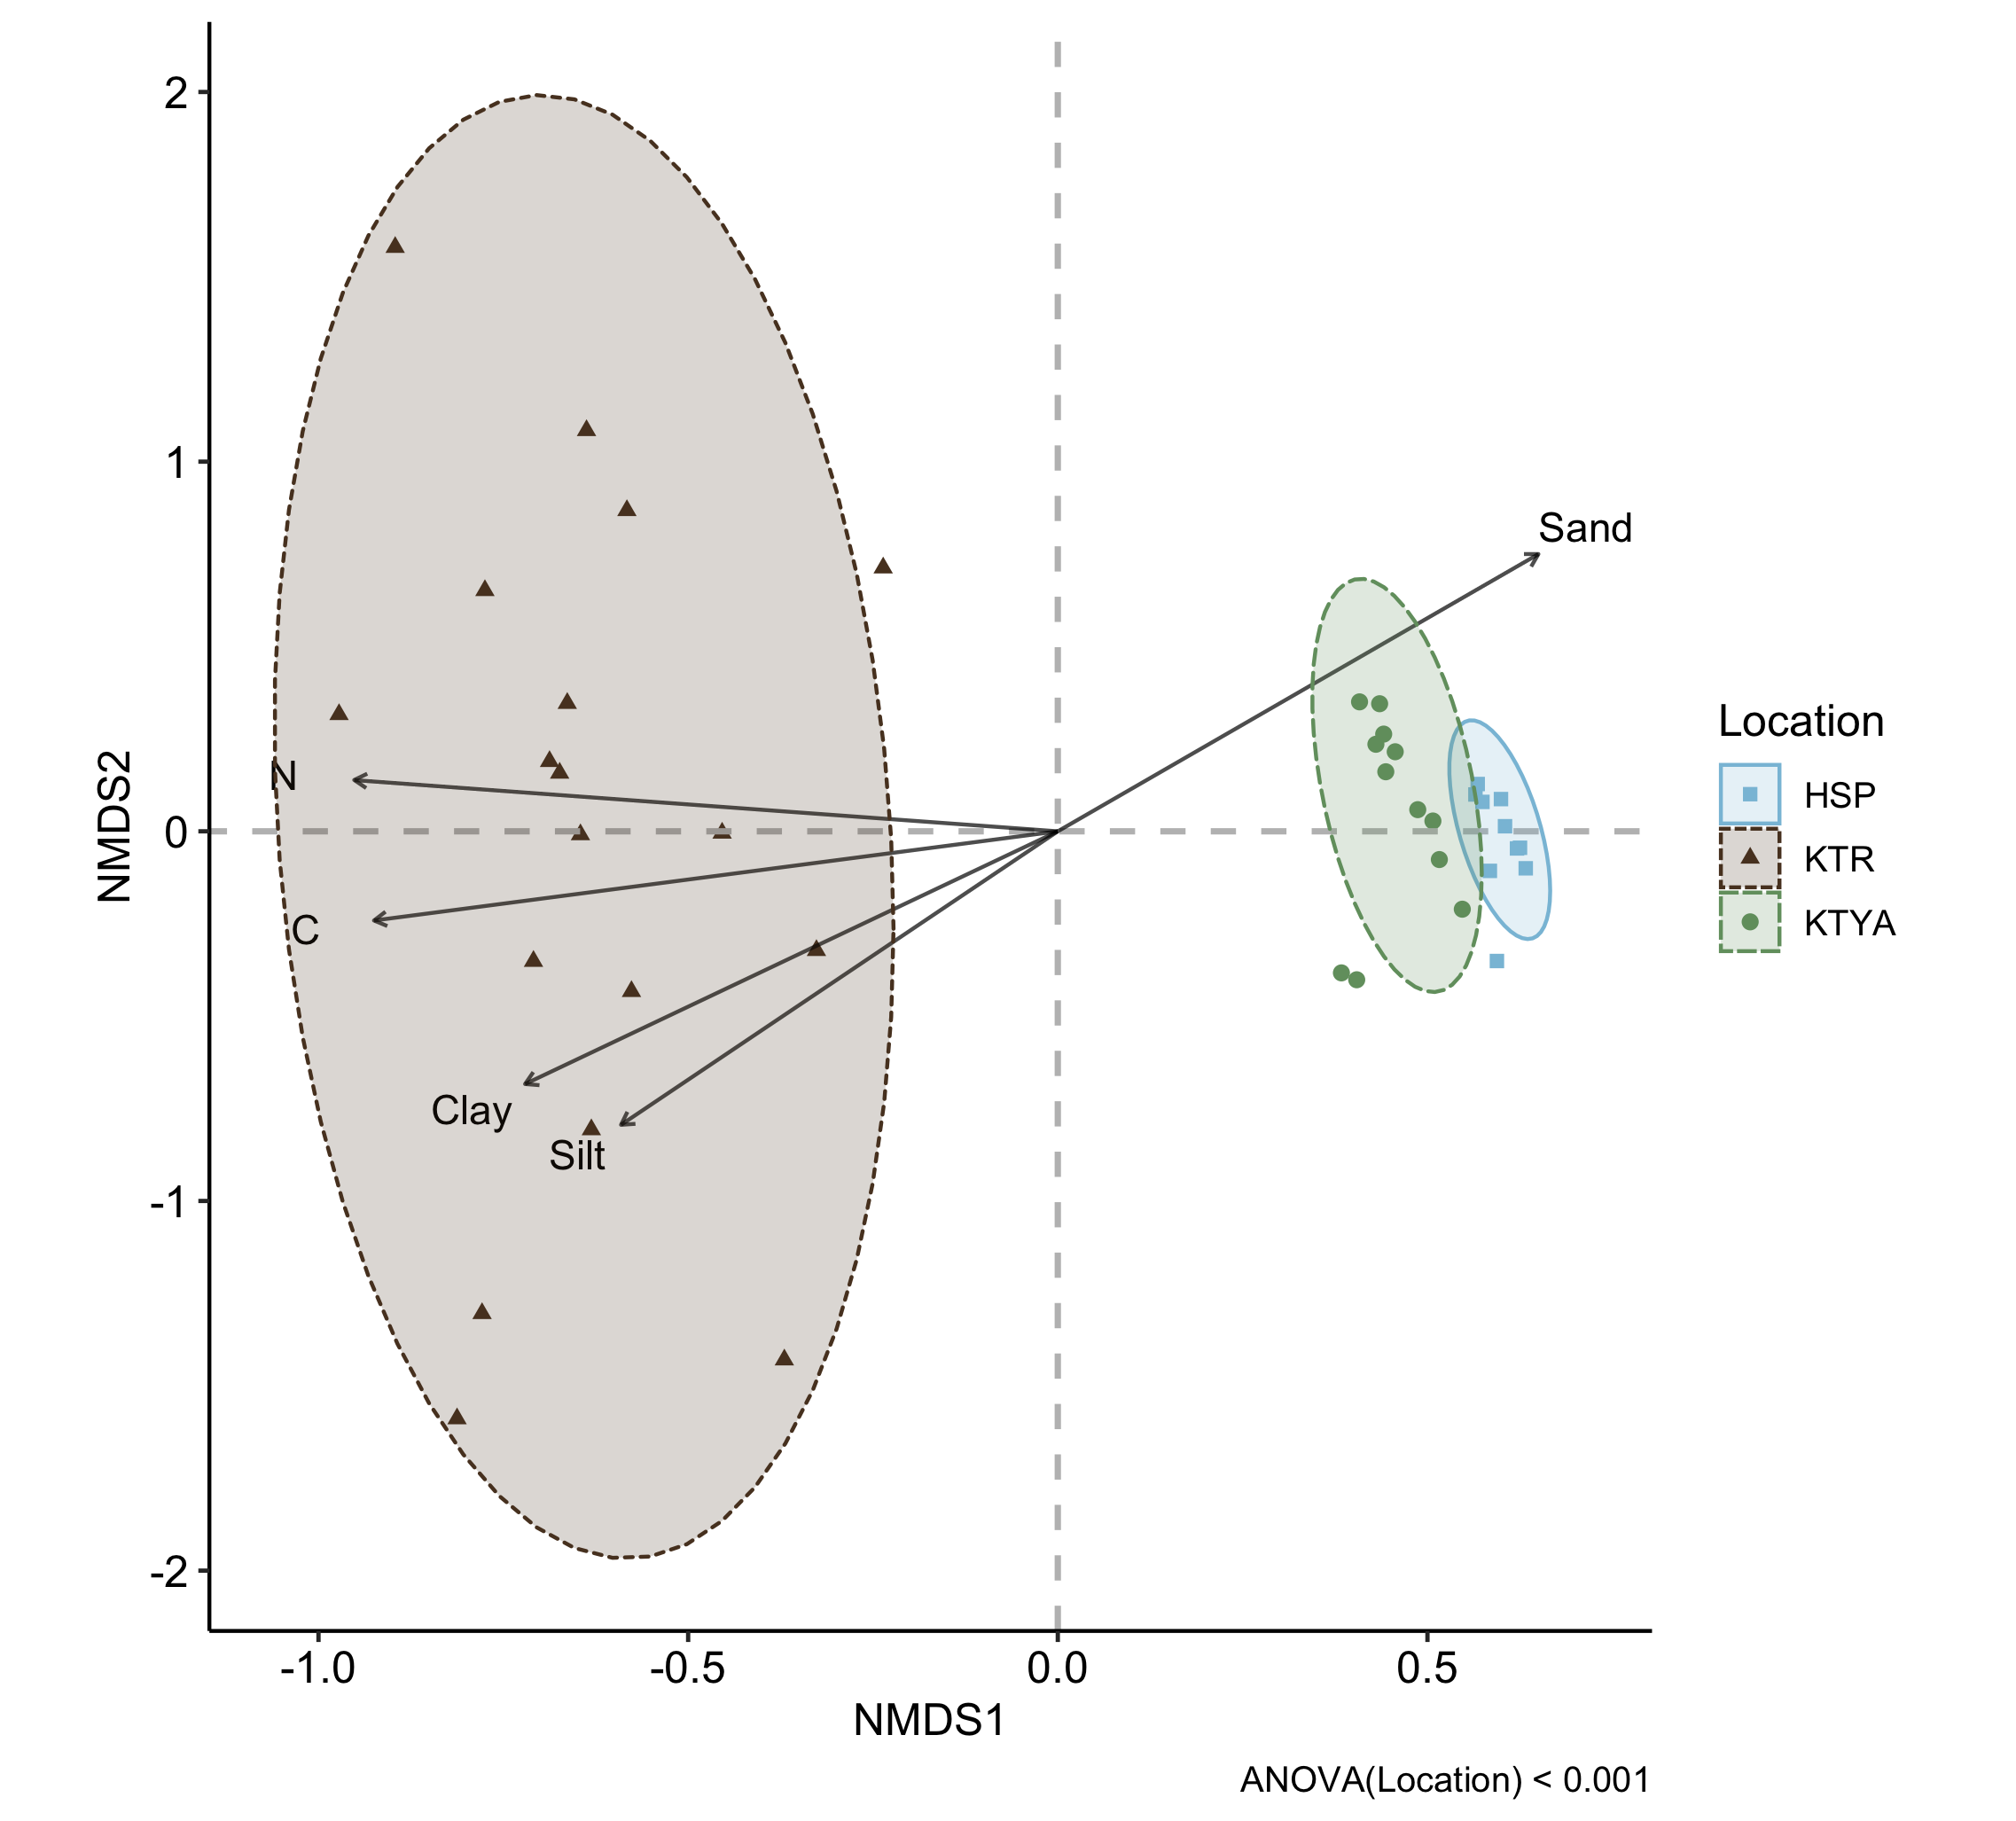 2
1
0
-1
-2
NMDS2
Sand
N
C
Clay
Silt
-1.0
-0.5
0.0
0.5
NMDS1
ANOVA(Location) < 0.001
Location
HSP
KTR
KTYA